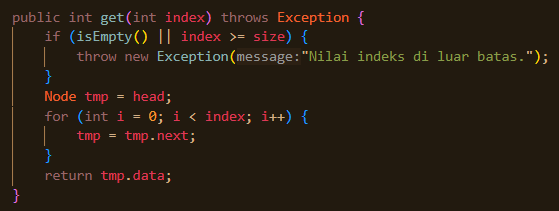 public int get(int index) throws Exception {
    if (isEmpty() || index >= size) {
        throw new Exception(message:"Nilai indeks di luar batas.");
    }
    Node tmp = head;
    for (int i = 0; i < index; i++) {
        tmp = tmp.next;
    }
    return tmp.data;
}